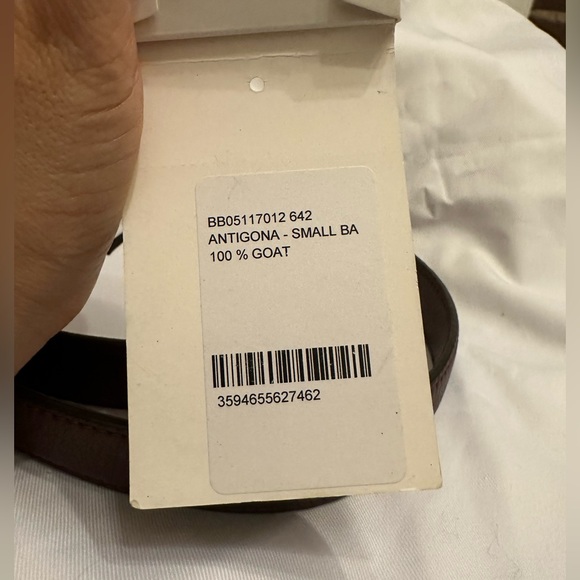 BB05117012 642
ANTIGONA - SMALL BA
100 % GOAT
3594655627462